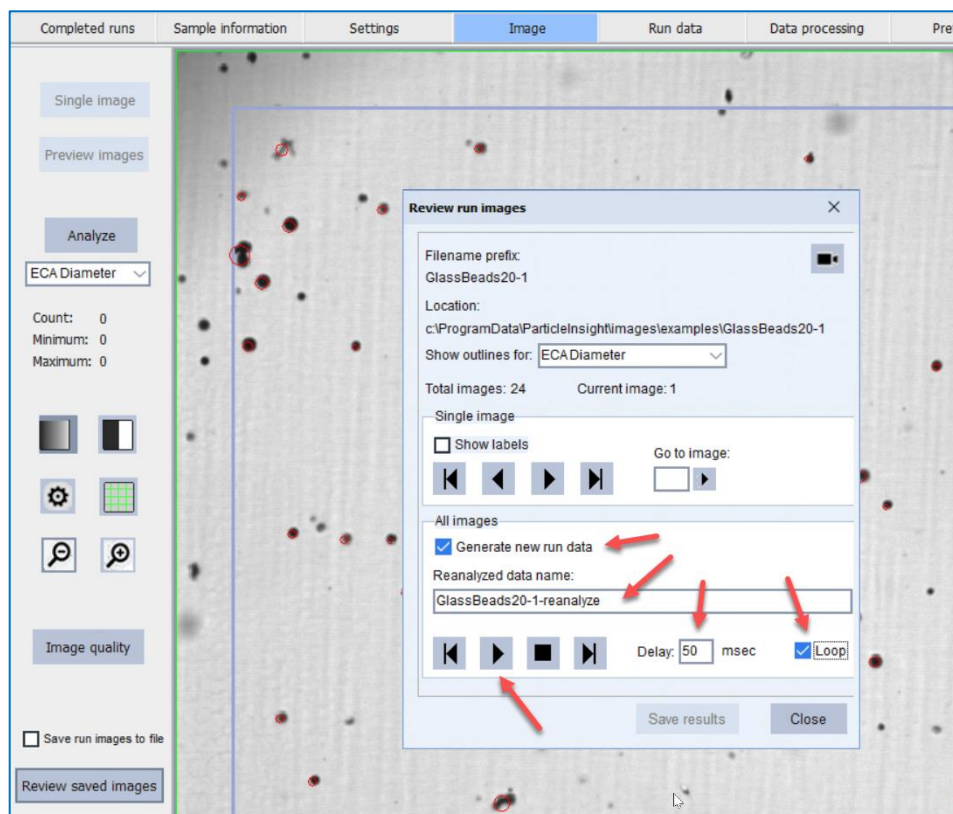 Completed runs
Sample information
Settings
Image
Run data
Data processing
Pre
Single image
Preview images
Analyze
ECA Diameter
Count: 0
Minimum: 0
Maximum: 0
Image quality
Save run images to file
Review saved images
Review run images
Filename prefix:
GlassBeads20-1
Location:
c:\ProgramData\ParticleInsight\images\examples\GlassBeads20-1
Show outlines for: ECADiameter
Total images: 24 Current image: 1
Single image
Show labels
Go to image:
All images
Generate new run data
Reanalyzed data name:
GlassBeads20-1-reanalyze
Delay: 50 msec Loop
Save results Close